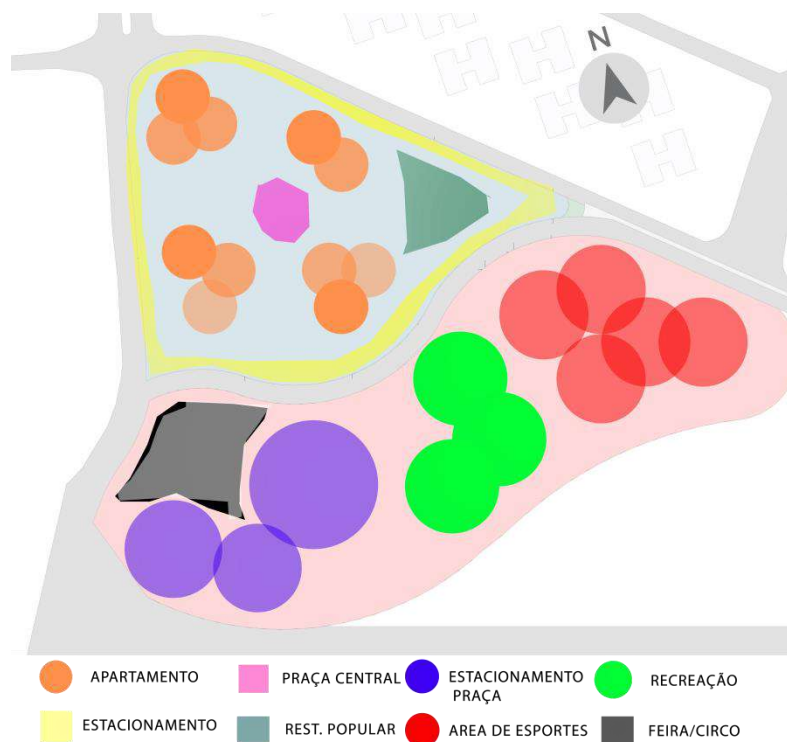 N
APARTAMENTO
PRAÇA CENTRAL
ESTACIONAMENTO
PRAÇA
RECREAÇÃO
ESTACIONAMENTO
REST. POPULAR
AREA DE ESPORTES
FEIRA/CIRCO